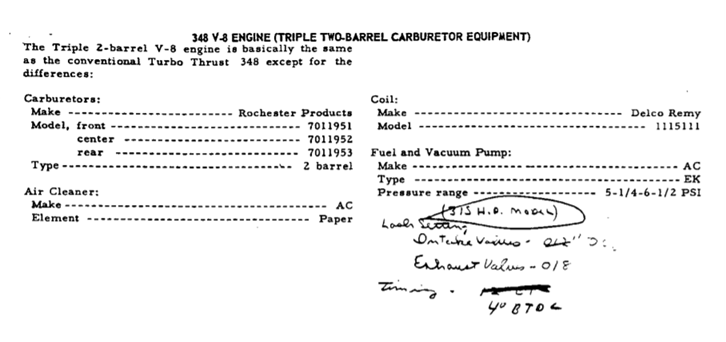 348 V-8 ENGINE (TRIPLE TWO-BARREL CARBURETOR EQUIPMENT)
The Triple 2-barrel V-8 engine is basically the same
as the conventional Turbo Thrust 348 except for the
differences:
Carburetors:
Make ---------------------- Rochester Products
Model, front -------------------------- 7011951
center ------------------------ 7011952
rear -------------------------- 7011953
Type -------------------------------- 2 barrel
Air Cleaner:
Make ------------------------------------ AC
Element ------------------------------- Paper
Coil:
Make ----------------------------- Delco Remy
Model -------------------------------- 1115111
Fuel and Vacuum Pump:
Make ------------------------------------- AC
Type ------------------------------------- EK
Pressure range ----------------- 5-1/4-6-1/2 PSI
(315 H.P. Model)
Lash Setting
Intake Valves -
Exhaust Valves - 018
Timing -
4° BTDC